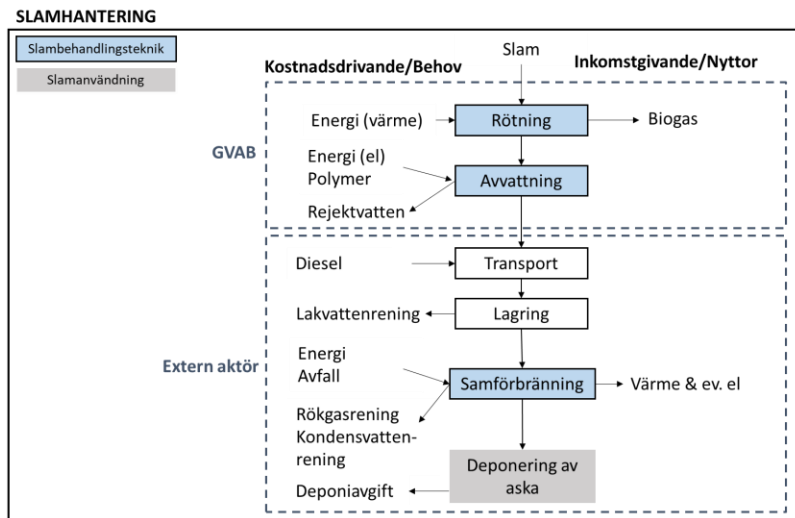 SLAMHANTERING
Slambehandlingsteknik
Slamanvändning
Kostnadsdrivande/Behov
Slam
Inkomstgivande/Nyttor
GVAB
Energi (värme)
Rötning
Biogas
Energi (el)
Polymer
Avvattning
Rejektvatten
Extern aktör
Diesel
Transport
Lakvattenrening
Lagring
Energi
Avfall
Samförbränning
Värme & ev. el
Rökgasrening
Kondensvatten-
rening
Deponering av
aska
Deponiavgift